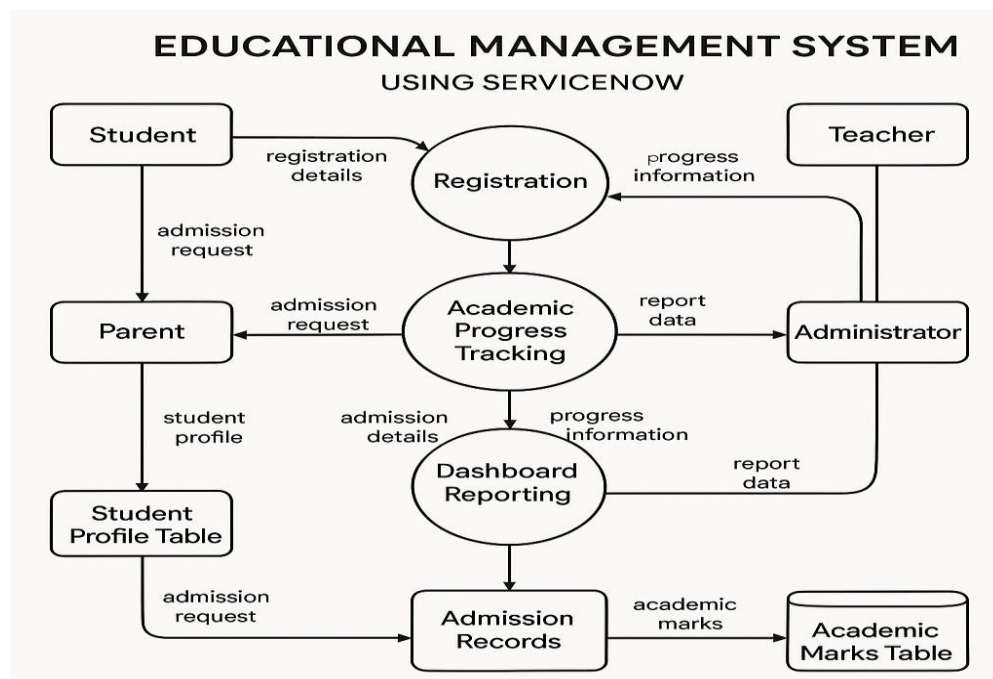 EDUCATIONAL MANAGEMENT SYSTEM
USING SERVICENOW
Student
Teacher
registration
details
Registration
progress
information
admission
request
Parent
admission
request
Academic
Progress
Tracking
report
data
Administrator
student
profile
admission
details
progress
information
Dashboard
Reporting
report
data
Student
Profile Table
admission
request
Admission
Records
academic
marks
Academic
Marks Table